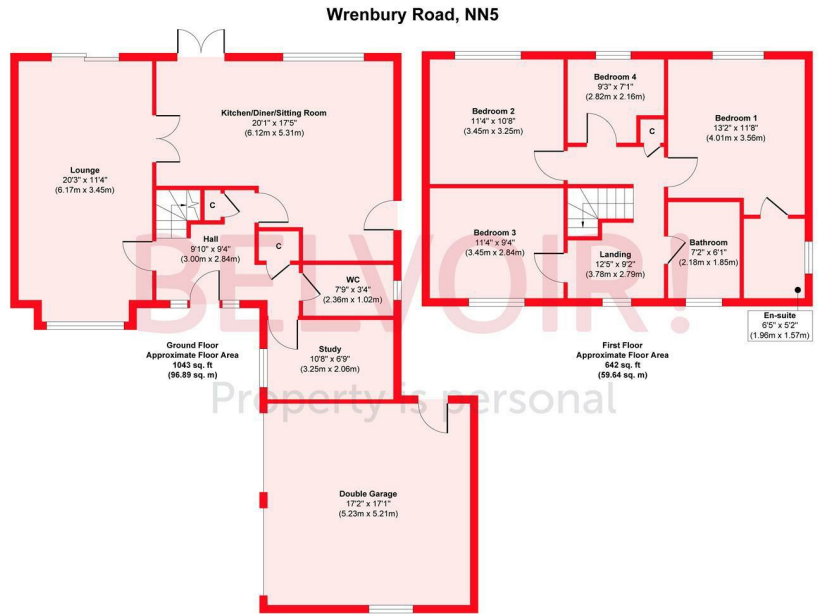 Wrenbury Road, NN5
Kitchen/Diner/Sitting Room
20'1" x 17'5"
(6.12m x 5.31m)
Lounge
20'3" x 11'4"
(6.17m x 3.45m)
C
Hall
9'10" x 9'4"
(3.00m x 2.84m)
C
WC
7'9" x 3'4"
(2.36m x 1.02m)
Study
10'8" x 6'9"
(3.25m x 2.06m)
Ground Floor
Approximate Floor Area
1043 sq. ft
(96.89 sq. m)
Double Garage
17'2" x 17'1"
(5.23m x 5.21m)
Bedroom 2
11'4" x 10'8"
(3.45m x 3.25m)
Bedroom 4
9'3" x 7'1"
(2.82m x 2.16m)
C
Bedroom 1
13'2" x 11'8"
(4.01m x 3.56m)
Bedroom 3
11'4" x 9'4"
(3.45m x 2.84m)
Landing
12'5" x 9'2"
(3.78m x 2.79m)
Bathroom
7'2" x 6'1"
(2.18m x 1.85m)
En-suite
6'5" x 5'2"
(1.96m x 1.57m)
First Floor
Approximate Floor Area
642 sq. ft
(59.64 sq. m)
BELVOIR!
Property is personal